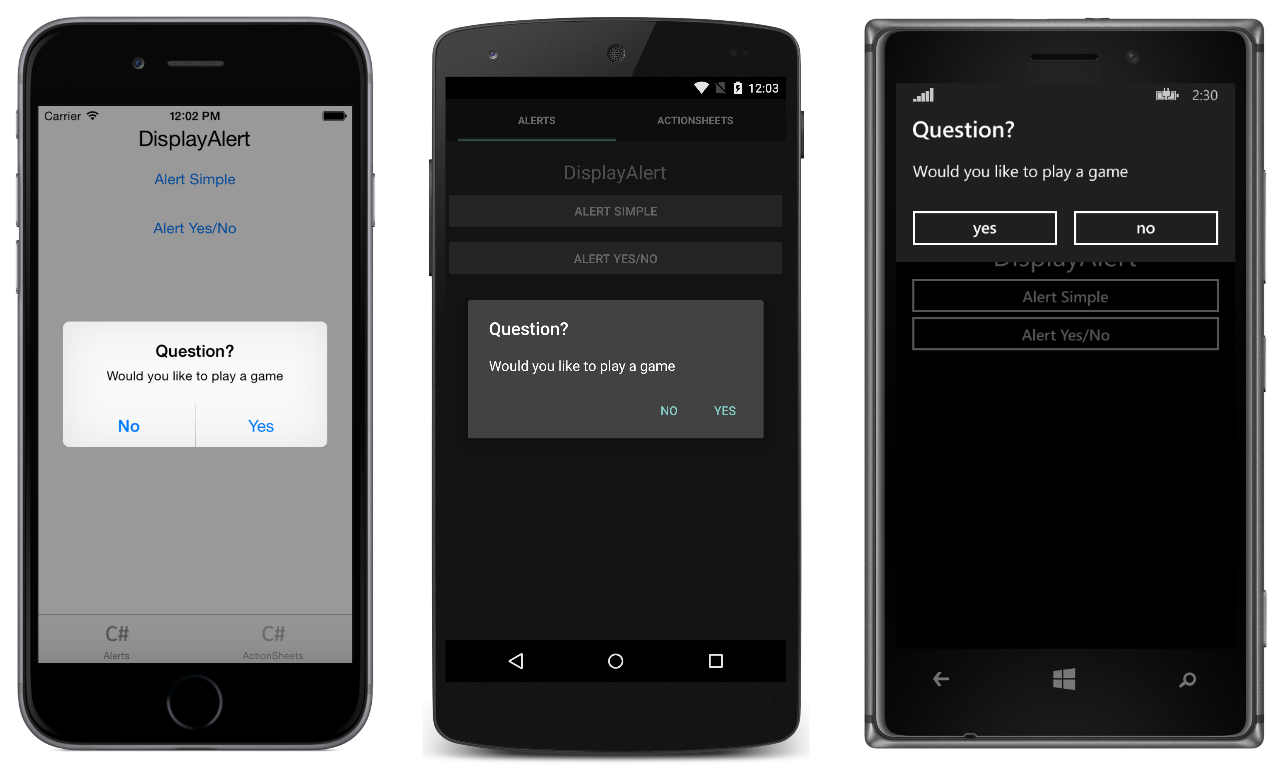 Carrier 12:02 PM
DisplayAlert
Alert Simple
Alert Yes/No
Question?
Would you like to play a game
No Yes
C# C#
Alerts ActionSheets
12:03
ALERTS ACTIONSHEETS
DisplayAlert
ALERT SIMPLE
ALERT YES/NO
Question?
Would you like to play a game
NO YES
2:30
Question?
Would you like to play a game
yes no
DisplayAlert
Alert Simple
Alert Yes/No